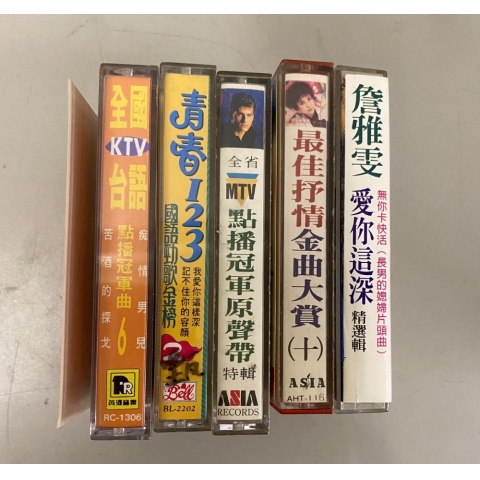 全國
KTV
台語
點播冠軍曲
6
痴情男兒
苦酒的探戈
RC-1306
青春123
國語勁歌金榜
我愛你這樣深
記不住你的容顏
Bell
BL-2202
全省
MTV
點播冠軍原聲帶
特輯
ASIA
RECORDS
最佳抒情金曲大賞
(十)
ASIA
AHT-116
詹雅雯
愛你這深
精選輯
無你卡快活(長男的媳婦片頭曲)